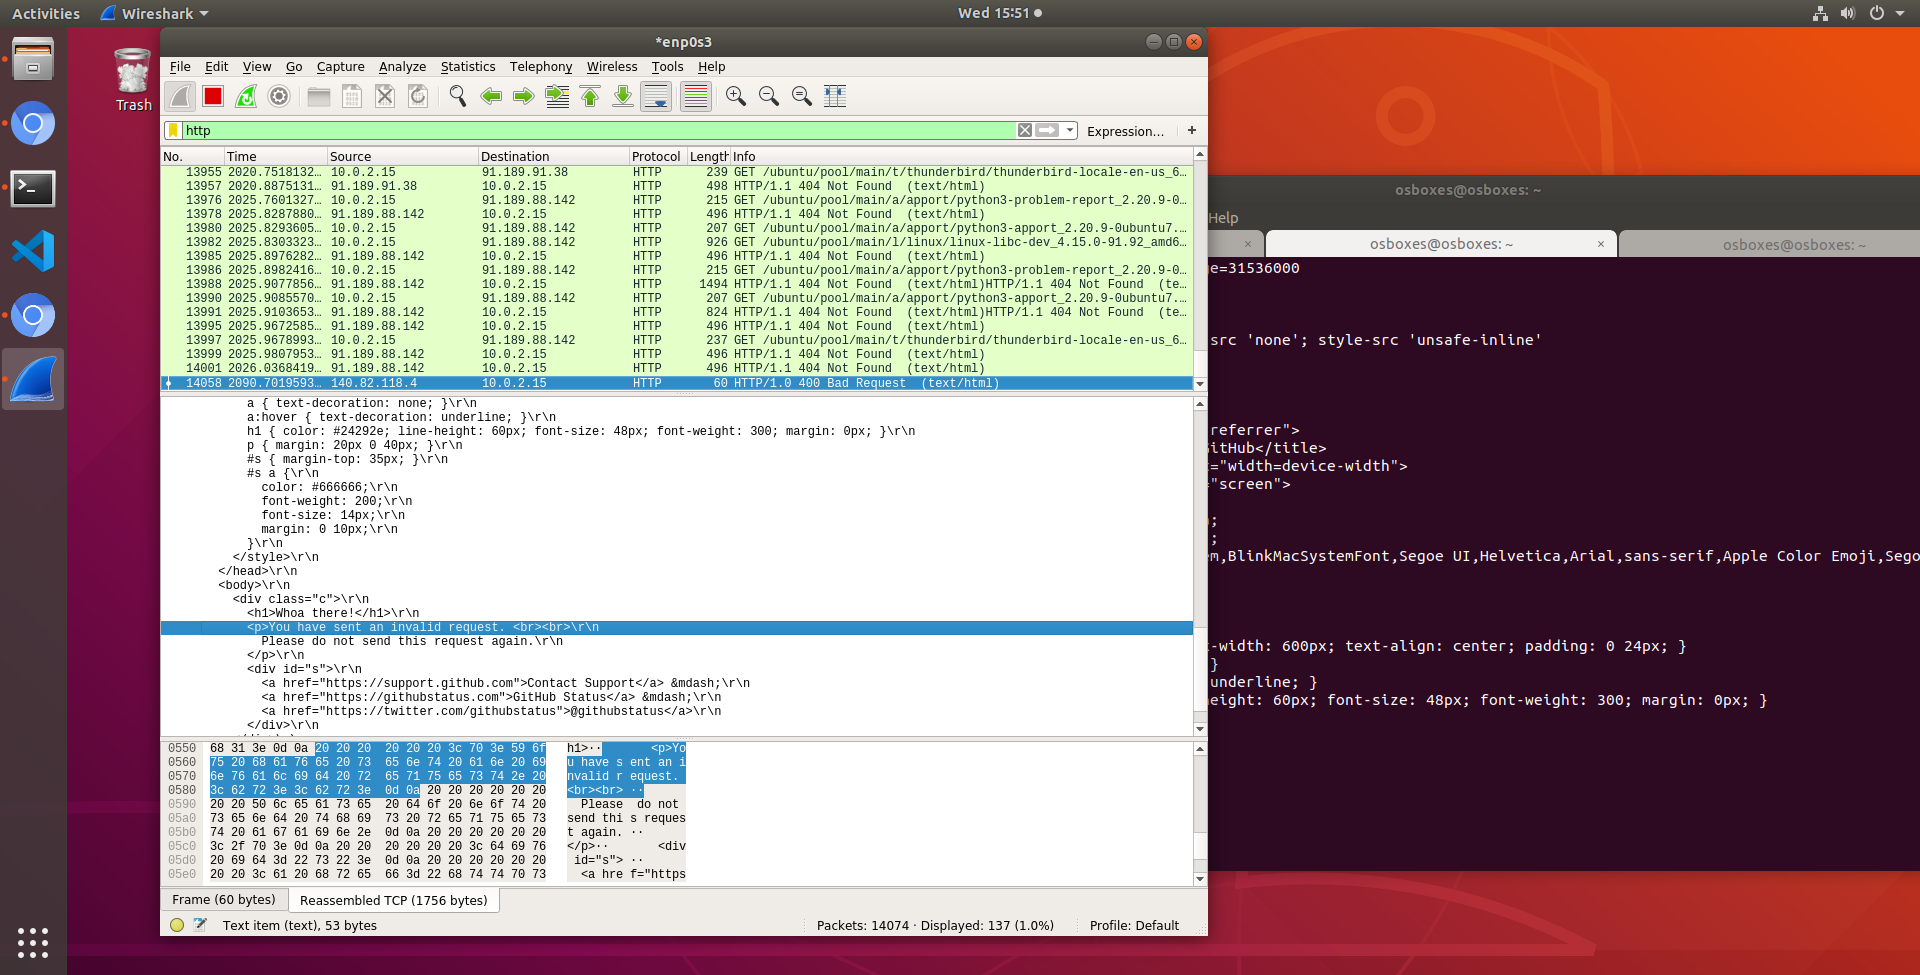 Activities
Wireshark
Wed 15:51
Trash
*enp0s3
File Edit View Go Capture Analyze Statistics Telephony Wireless Tools Help
http
Expression…
+
No. Time Source Destination Protocol Length Info
13955 2020.7518132… 10.0.2.15 91.189.91.38 HTTP 239 GET /ubuntu/pool/main/t/thunderbird/thunderbird-locale-en-us_6…
13957 2020.8875131… 91.189.91.38 10.0.2.15 HTTP 498 HTTP/1.1 404 Not Found (text/html)
13976 2025.7601327… 10.0.2.15 91.189.88.142 HTTP 215 GET /ubuntu/pool/main/a/apport/python3-problem-report_2.20.9-0…
13978 2025.8287880… 91.189.88.142 10.0.2.15 HTTP 496 HTTP/1.1 404 Not Found (text/html)
13980 2025.8293605… 10.0.2.15 91.189.88.142 HTTP 207 GET /ubuntu/pool/main/a/apport/python3-apport_2.20.9-0ubuntu7.…
13982 2025.8303323… 10.0.2.15 91.189.88.142 HTTP 926 GET /ubuntu/pool/main/l/linux/linux-libc-dev_4.15.0-91.92_amd6…
13985 2025.8976282… 91.189.88.142 10.0.2.15 HTTP 496 HTTP/1.1 404 Not Found (text/html)
13986 2025.8982416… 10.0.2.15 91.189.88.142 HTTP 215 GET /ubuntu/pool/main/a/apport/python3-problem-report_2.20.9-0…
13988 2025.9077856… 91.189.88.142 10.0.2.15 HTTP 1494 HTTP/1.1 404 Not Found (text/html)HTTP/1.1 404 Not Found (te…
13990 2025.9085570… 10.0.2.15 91.189.88.142 HTTP 207 GET /ubuntu/pool/main/a/apport/python3-apport_2.20.9-0ubuntu7.…
13991 2025.9103653… 91.189.88.142 10.0.2.15 HTTP 824 HTTP/1.1 404 Not Found (text/html)HTTP/1.1 404 Not Found (te…
13995 2025.9672585… 91.189.88.142 10.0.2.15 HTTP 496 HTTP/1.1 404 Not Found (text/html)
13997 2025.9678993… 10.0.2.15 91.189.88.142 HTTP 237 GET /ubuntu/pool/main/t/thunderbird/thunderbird-locale-en-us_6…
13999 2025.9807953… 91.189.88.142 10.0.2.15 HTTP 496 HTTP/1.1 404 Not Found (text/html)
14001 2026.0368419… 91.189.88.142 10.0.2.15 HTTP 496 HTTP/1.1 404 Not Found (text/html)
14058 2090.7019593… 140.82.118.4 10.0.2.15 HTTP 60 HTTP/1.0 400 Bad Request (text/html)
a { text-decoration: none; }\r\n
a:hover { text-decoration: underline; }\r\n
h1 { color: #24292e; line-height: 60px; font-size: 48px; font-weight: 300; margin: 0px; }\r\n
p { margin: 20px 0 40px; }\r\n
#s { margin-top: 35px; }\r\n
#s a {\r\n
color: #666666;\r\n
font-weight: 200;\r\n
font-size: 14px;\r\n
margin: 0 10px;\r\n
}\r\n
</style>\r\n
</head>\r\n
<body>\r\n
<div class="c">\r\n
<h1>Whoa there!</h1>\r\n
<p>You have sent an invalid request. <br><br>\r\n
Please do not send this request again.\r\n
</p>\r\n
<div id="s">\r\n
<a href="https://support.github.com">Contact Support</a> &mdash;\r\n
<a href="https://githubstatus.com">GitHub Status</a> &mdash;\r\n
<a href="https://twitter.com/githubstatus">@githubstatus</a>\r\n
</div>\r\n
0550 68 31 3e 0d 0a 20 20 20 20 20 20 3c 70 3e 59 6f h1>·· <p>Yo
0560 75 20 68 61 76 65 20 73 65 6e 74 20 61 6e 20 69 u have s ent an i
0570 6e 76 61 6c 69 64 20 72 65 71 75 65 73 74 2e 20 nvalid r equest.
0580 3c 62 72 3e 3c 62 72 3e 0d 0a 20 20 20 20 20 20 <br><br> ··
0590 20 20 50 6c 65 61 73 65 20 64 6f 20 6e 6f 74 20 Please do not
05a0 73 65 6e 64 20 74 68 69 73 20 72 65 71 75 65 73 send thi s reques
05b0 74 20 61 67 61 69 6e 2e 0d 0a 20 20 20 20 20 20 t again. ··
05c0 3c 2f 70 3e 0d 0a 20 20 20 20 20 20 3c 64 69 76 </p>·· <div
05d0 20 69 64 3d 22 73 22 3e 0d 0a 20 20 20 20 20 20 id="s"> ··
05e0 20 20 3c 61 20 68 72 65 66 3d 22 68 74 74 70 73 <a hre f="https
Frame (60 bytes) Reassembled TCP (1756 bytes)
Text item (text), 53 bytes
Packets: 14074 · Displayed: 137 (1.0%)
Profile: Default
osboxes@osboxes: ~
Help
× osboxes@osboxes: ~ × osboxes@osboxes: ~
e=31536000
src 'none'; style-src 'unsafe-inline'
referrer">
itHub</title>
="width=device-width">
="screen">
;
;
m,BlinkMacSystemFont,Segoe UI,Helvetica,Arial,sans-serif,Apple Color Emoji,Sego
-width: 600px; text-align: center; padding: 0 24px; }
}
underline; }
eight: 60px; font-size: 48px; font-weight: 300; margin: 0px; }